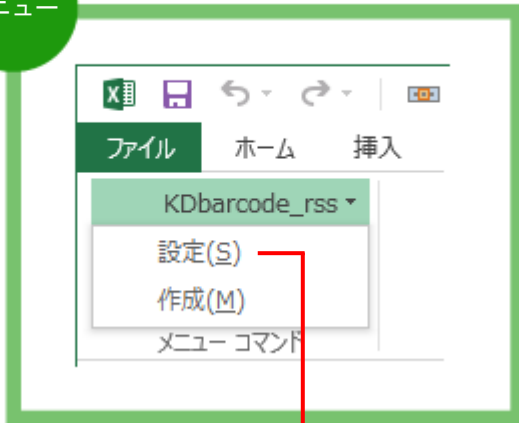 ニュー
ファイル ホーム 挿入
KDbarcode_rss
設定(S)
作成(M)
メニュー コマンド